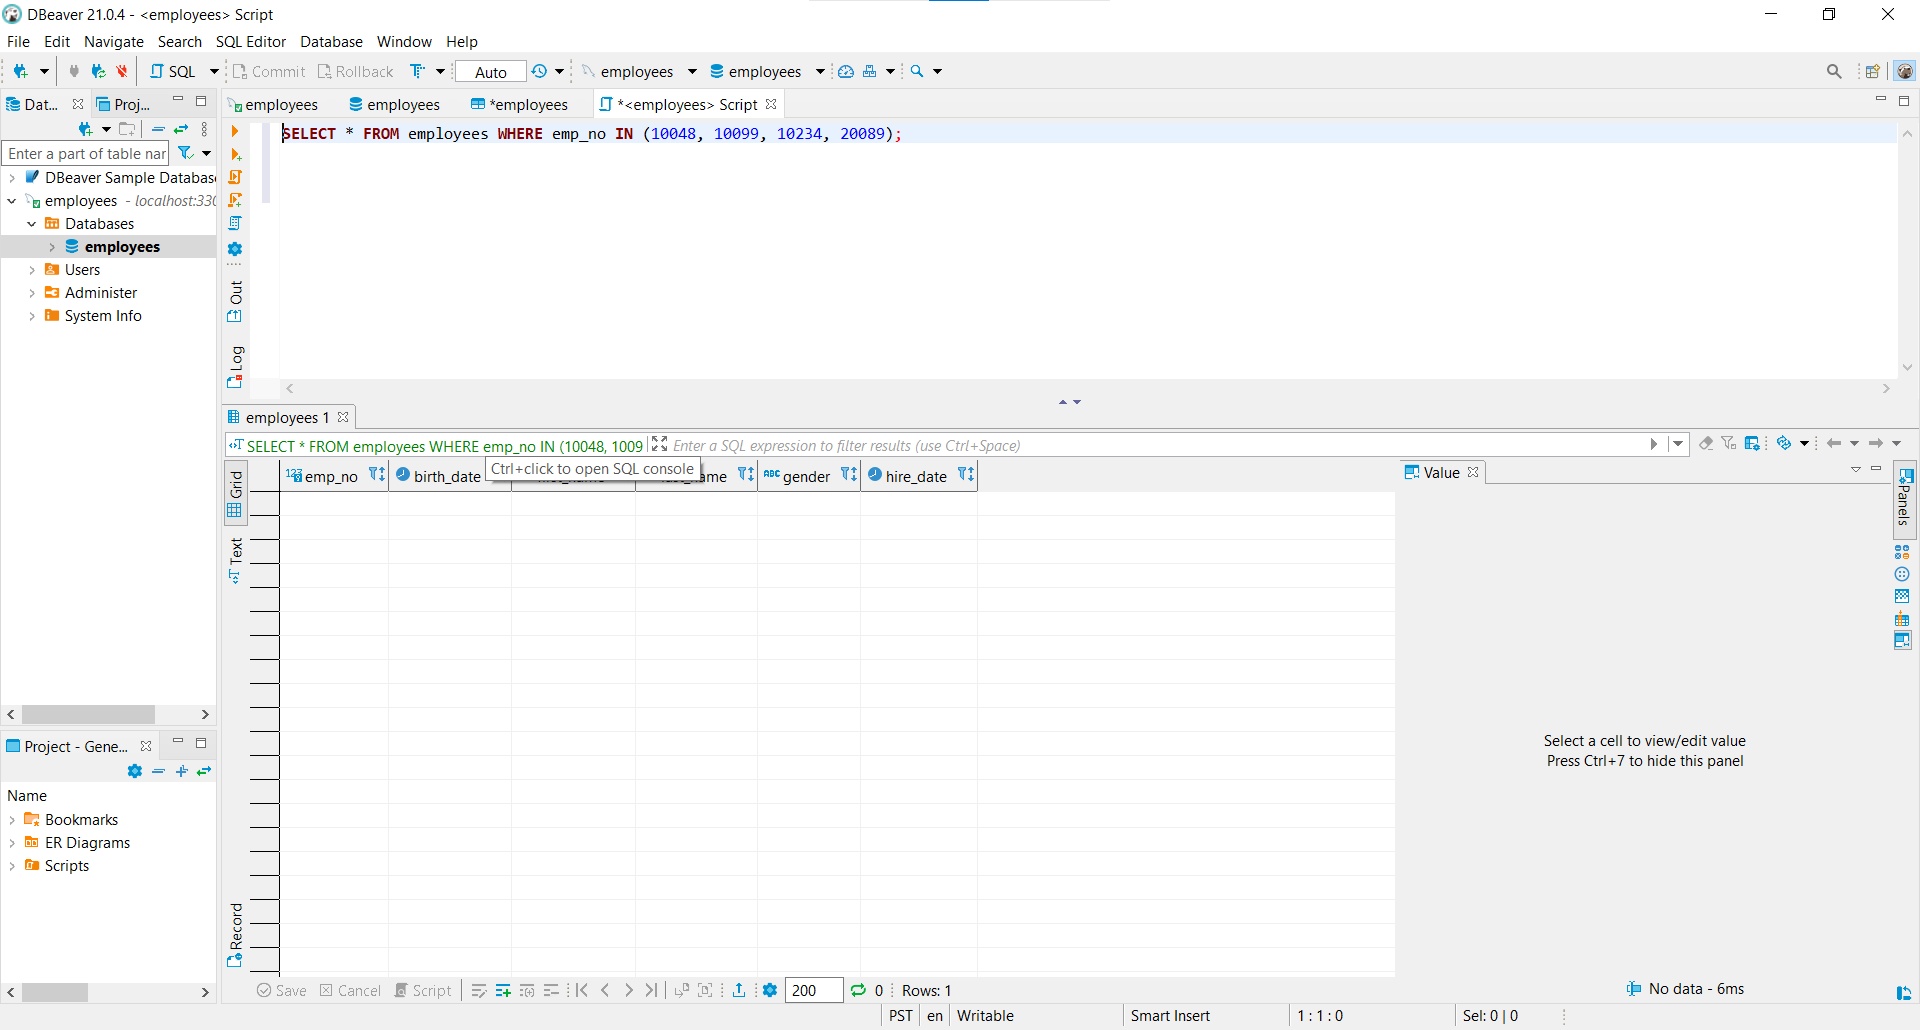 DBeaver 21.0.4 - <employees> Script
File Edit Navigate Search SQL Editor Database Window Help
SQL Commit Rollback Auto employees employees
Dat... Proj... employees employees *employees *<employees> Script
SELECT * FROM employees WHERE emp_no IN (10048, 10099, 10234, 20089);
Enter a part of table nar
DBeaver Sample Databas
employees - localhost:330
Databases
employees
Users
Administer
System Info
Out
Log
employees 1
SELECT * FROM employees WHERE emp_no IN (10048, 1009 Enter a SQL expression to filter results (use Ctrl+Space)
Ctrl+click to open SQL console
123 emp_no birth_date name ABC gender hire_date
Value
Grid
Text
Record
Panels
Select a cell to view/edit value
Press Ctrl+7 to hide this panel
Project - Gene...
Name
Bookmarks
ER Diagrams
Scripts
Save Cancel Script 200 0 Rows: 1 No data - 6ms
PST en Writable Smart Insert 1 : 1 : 0 Sel: 0 | 0